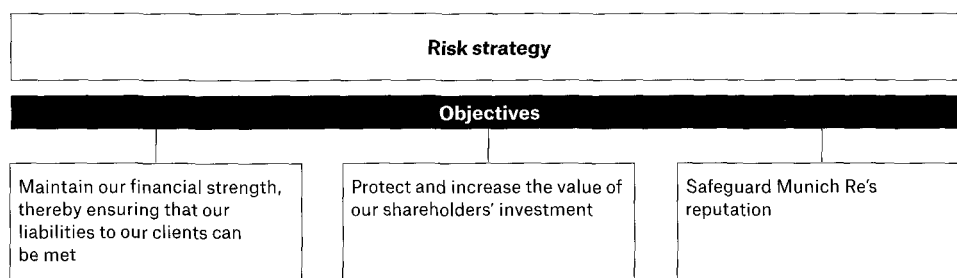 Risk strategy
Objectives
Maintain our financial strength,
thereby ensuring that our
liabilities to our clients can
be met
Protect and increase the value of
our shareholders' investment
Safeguard Munich Re's
reputation